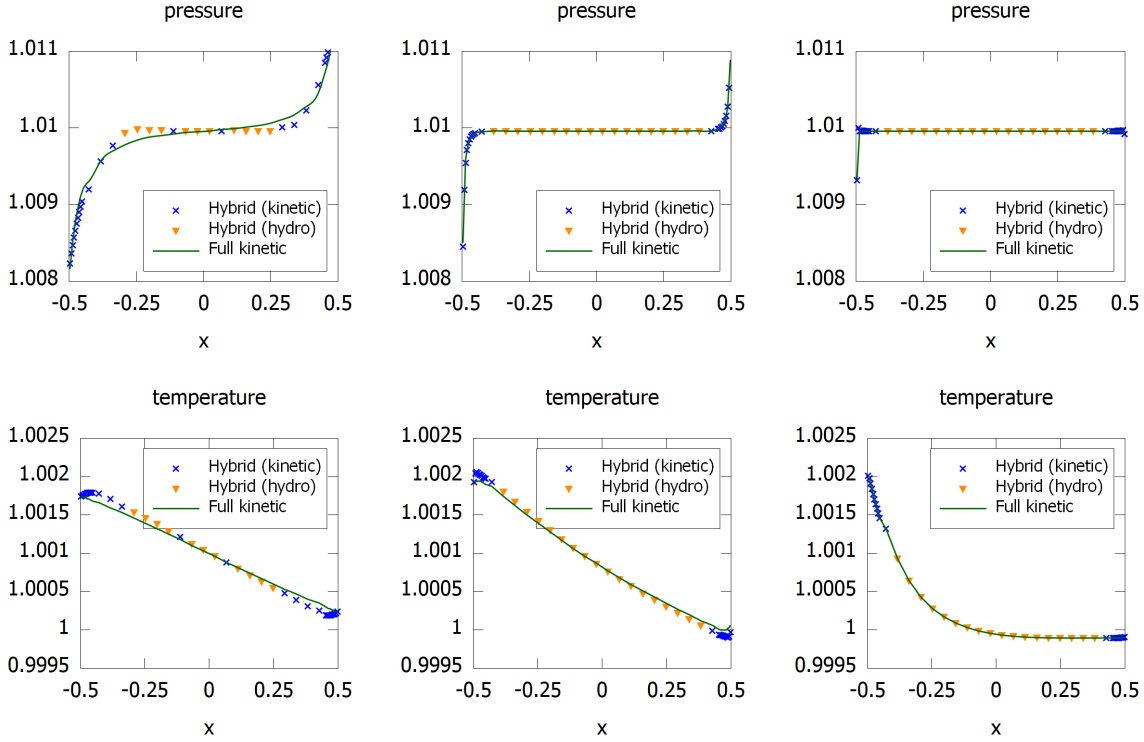 pressure
1.011
1.01
1.009
1.008
Hybrid (kinetic)
Hybrid (hydro)
Full kinetic
-0.5 -0.25 0 0.25 0.5
x
pressure
1.011
1.01
1.009
1.008
Hybrid (kinetic)
Hybrid (hydro)
Full kinetic
-0.5 -0.25 0 0.25 0.5
x
pressure
1.011
1.01
1.009
1.008
Hybrid (kinetic)
Hybrid (hydro)
Full kinetic
-0.5 -0.25 0 0.25 0.5
x
temperature
1.0025
1.002
1.0015
1.001
1.0005
1
0.9995
Hybrid (kinetic)
Hybrid (hydro)
Full kinetic
-0.5 -0.25 0 0.25 0.5
x
temperature
1.0025
1.002
1.0015
1.001
1.0005
1
0.9995
Hybrid (kinetic)
Hybrid (hydro)
Full kinetic
-0.5 -0.25 0 0.25 0.5
x
temperature
1.0025
1.002
1.0015
1.001
1.0005
1
0.9995
Hybrid (kinetic)
Hybrid (hydro)
Full kinetic
-0.5 -0.25 0 0.25 0.5
x